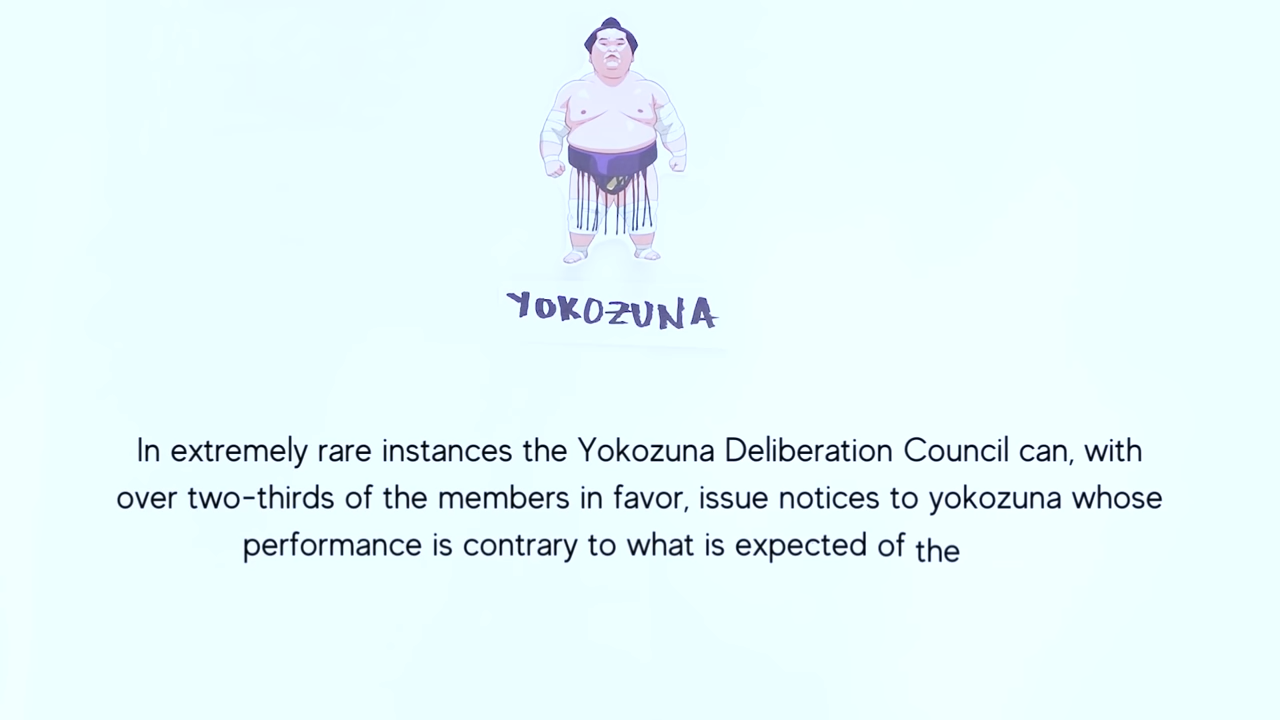 YOKOZUNA
In extremely rare instances the Yokozuna Deliberation Council can, with
over two-thirds of the members in favor, issue notices to yokozuna whose
performance is contrary to what is expected of the